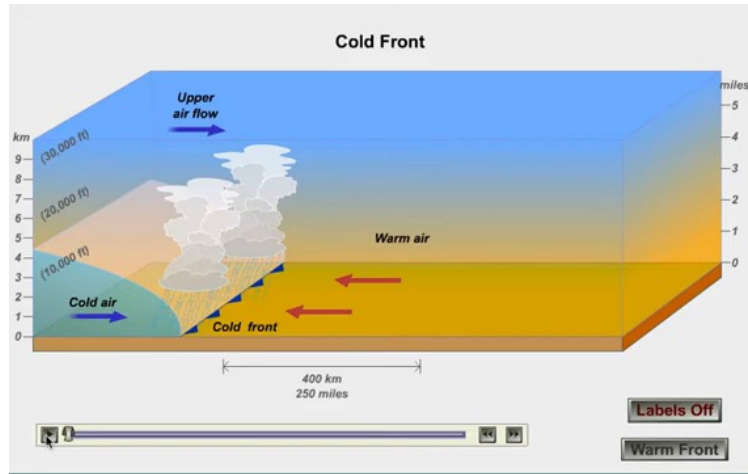 Cold Front
Upper
air flow
km
miles
(30,000 ft)
9
8
(20,000 ft)
7
6
5
(10,000 ft)
4
3
2
1
0
5
4
3
2
1
0
Warm air
Cold air
Cold front
400 km
250 miles
Labels Off
Warm Front